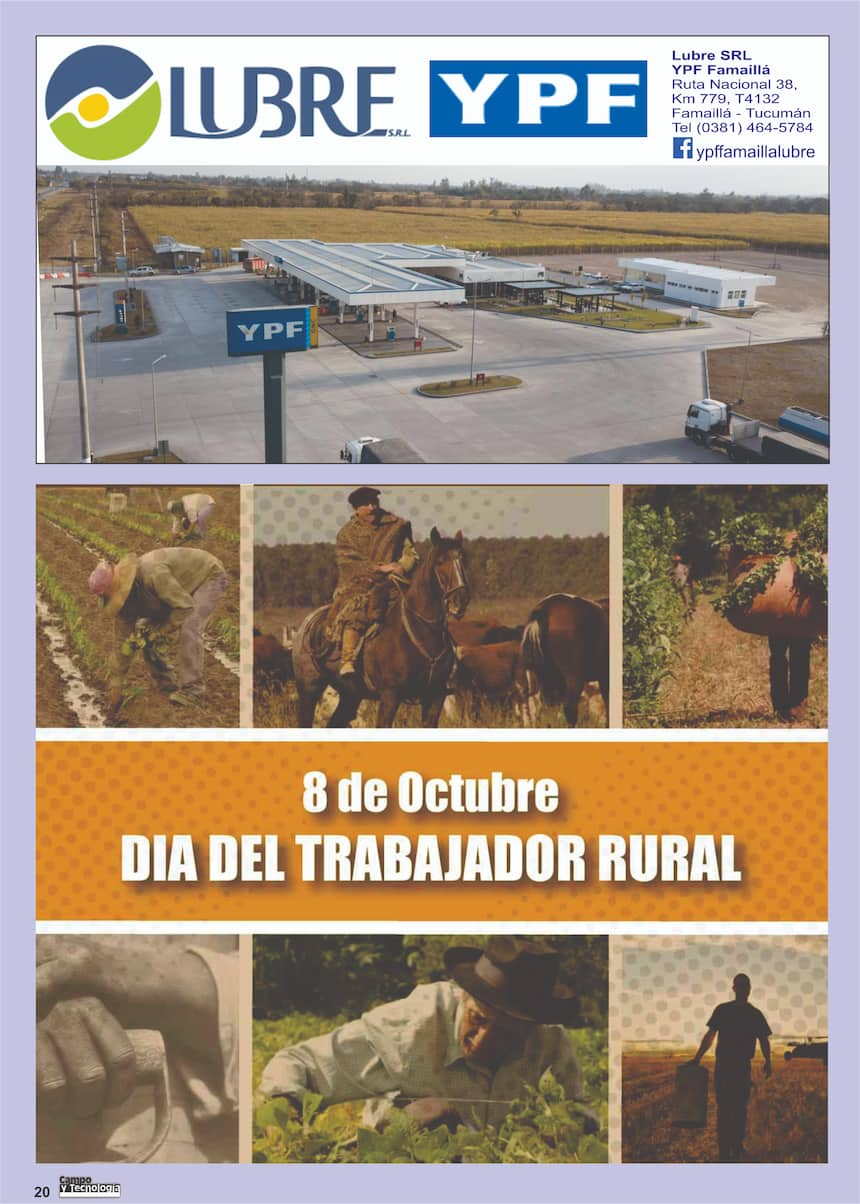 LUBRE
S.R.L.
YPF
Lubre SRL
YPF Famaillá
Ruta Nacional 38,
Km 779, T4132
Famaillá - Tucumán
Tel (0381) 464-5784
ypffamaillalubre
YPF
8 de Octubre
DIA DEL TRABAJADOR RURAL
20
Campo
y Tecnología